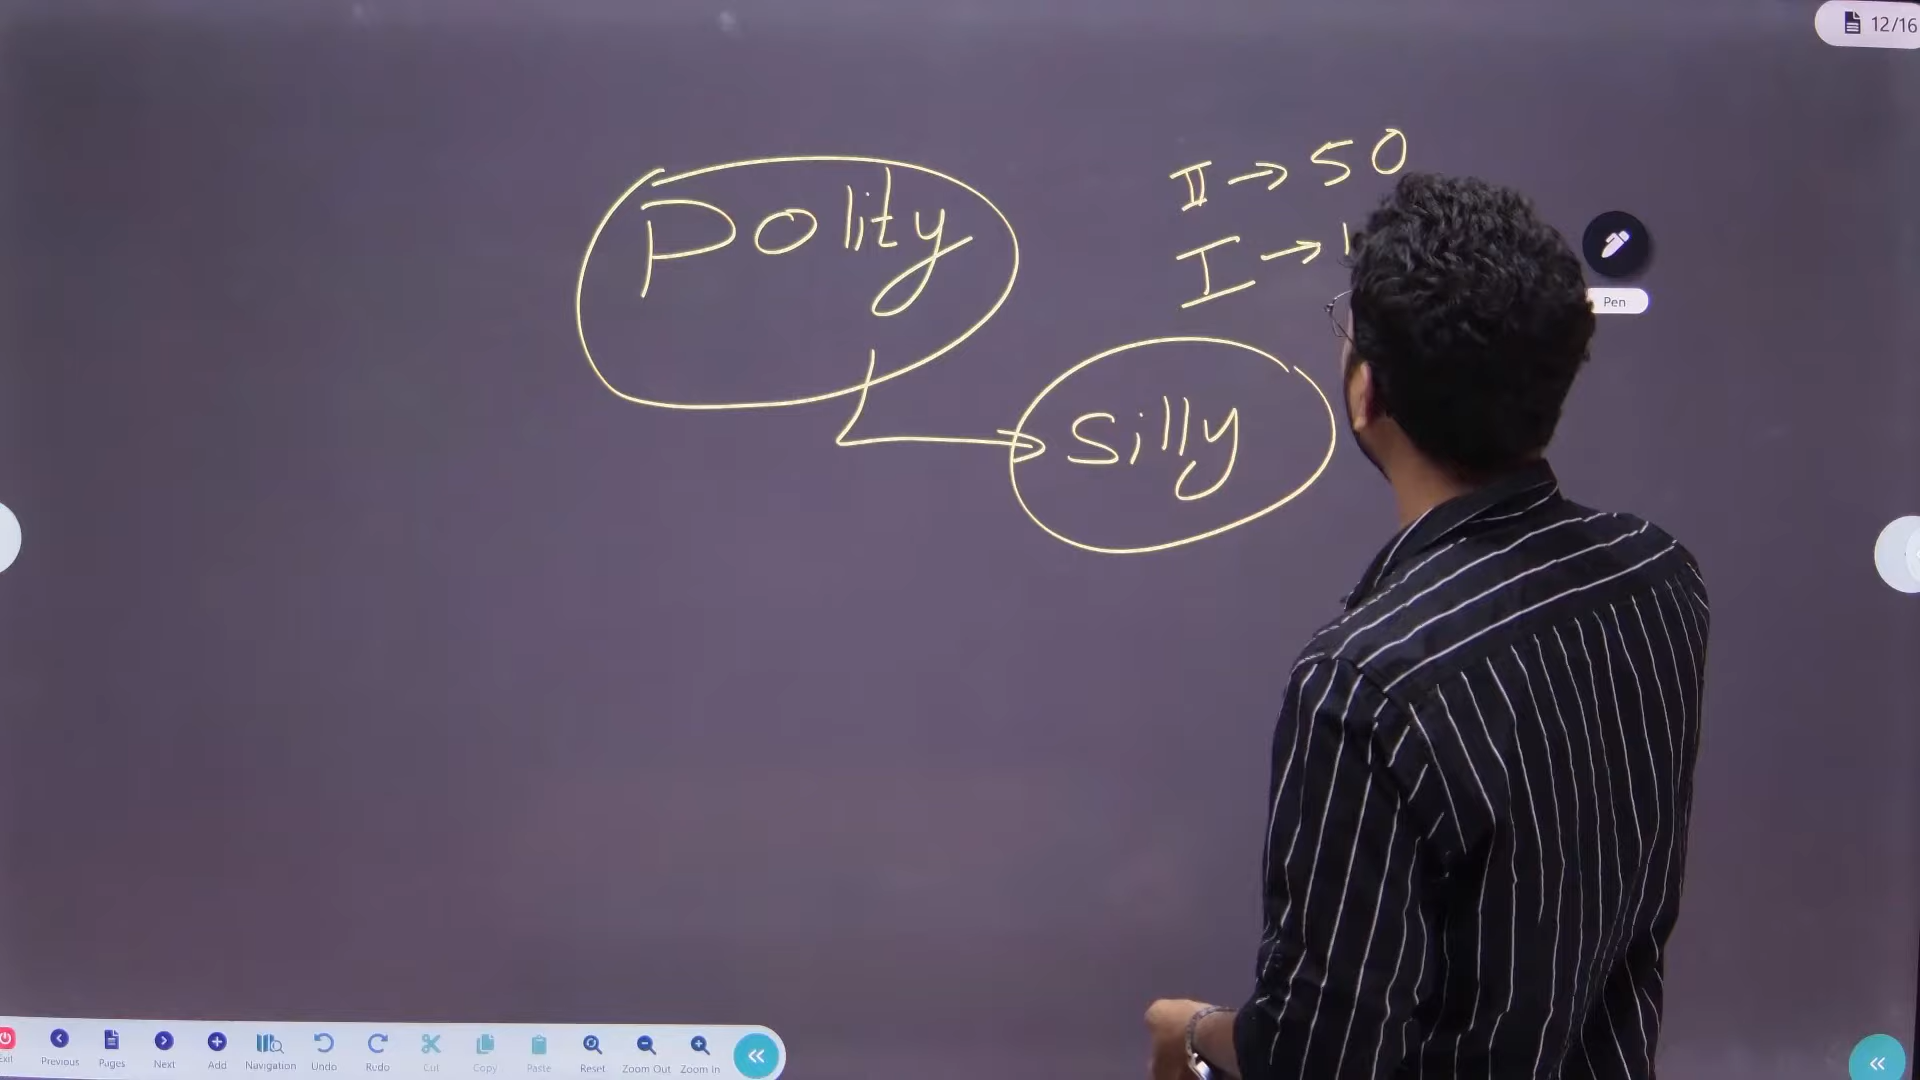 12/16
II → 50
Polity
I →
Pen
Silly
Previous
Pages
Next
Add
Navigation
Undo
Redo
Cut
Copy
Paste
Reset
Zoom Out
Zoom In